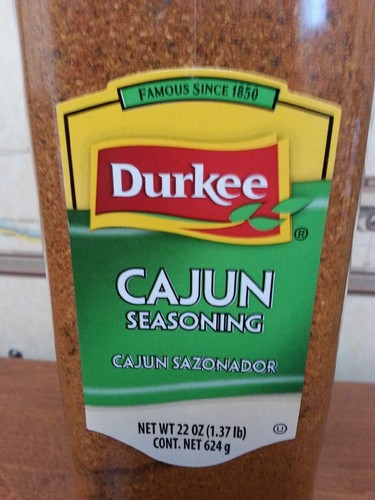 FAMOUS SINCE 1850
Durkee
®
CAJUN
SEASONING
CAJUN SAZONADOR
NET WT 22 OZ (1.37 lb)
CONT. NET 624 g
U